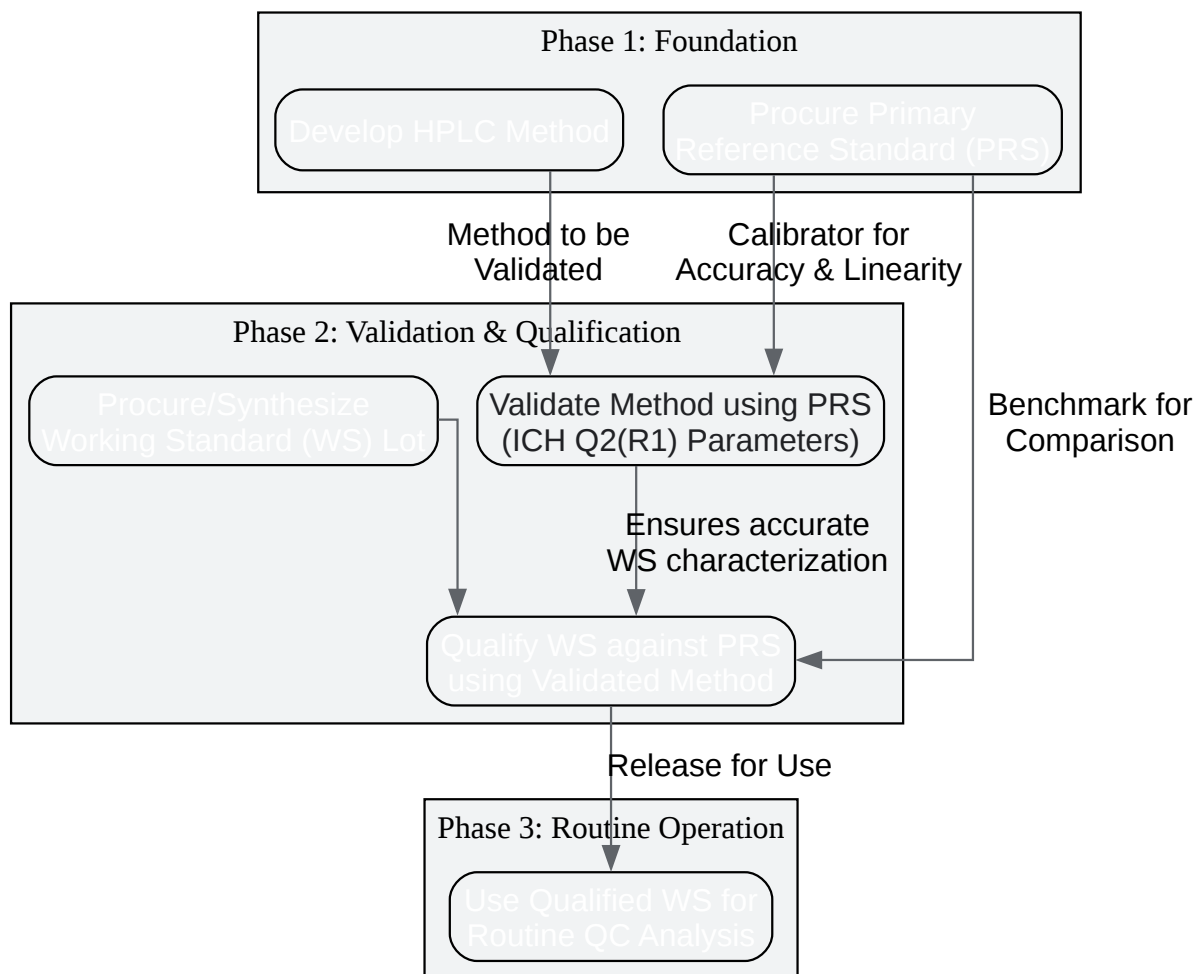 Phase 1: Foundation
Develop HPLC Method
Procure Primary
Reference Standard (PRS)
Method to be
Validated
Calibrator for
Accuracy & Linearity
Phase 2: Validation & Qualification
Procure/Synthesize
Working Standard (WS) Lot
Validate Method using PRS
(ICH Q2(R1) Parameters)
Benchmark for
Comparison
Ensures accurate
WS characterization
Qualify WS against PRS
using Validated Method
Release for Use
Phase 3: Routine Operation
Use Qualified WS for
Routine QC Analysis